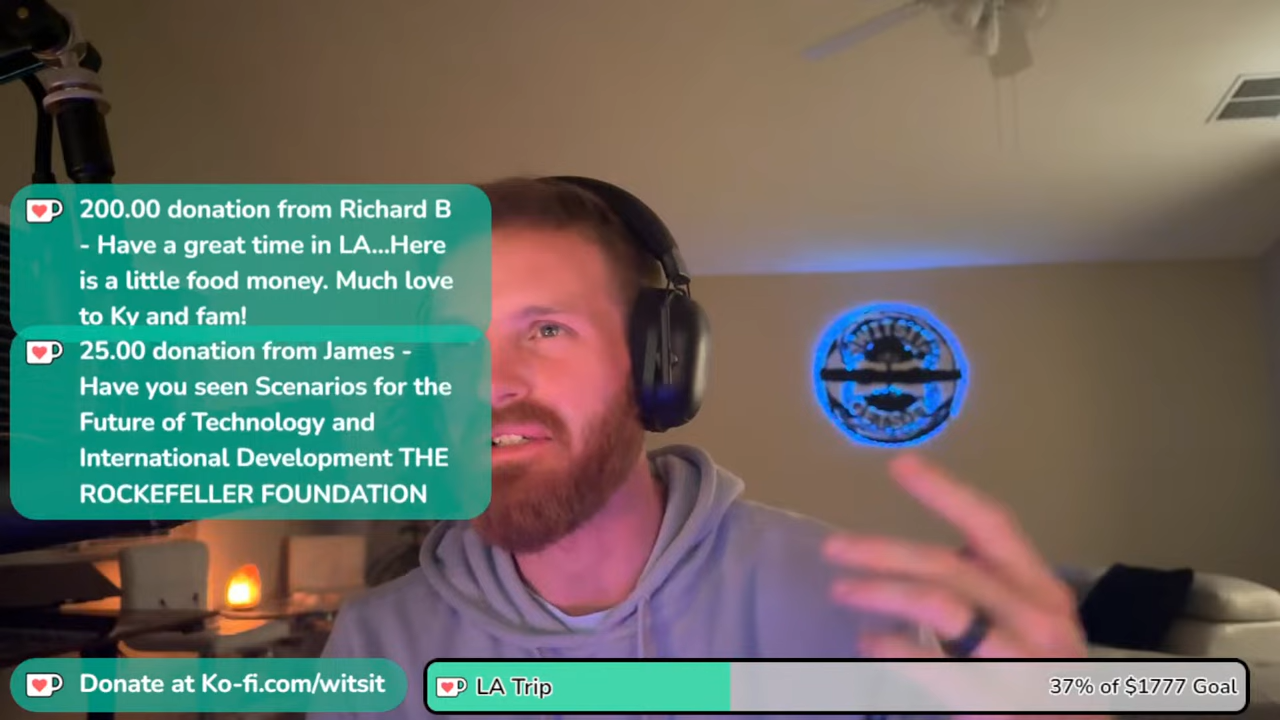 200.00 donation from Richard B
- Have a great time in LA...Here
is a little food money. Much love
to Ky and fam!
25.00 donation from James -
Have you seen Scenarios for the
Future of Technology and
International Development THE
ROCKEFELLER FOUNDATION
Donate at Ko-fi.com/witsit
LA Trip
37% of $1777 Goal